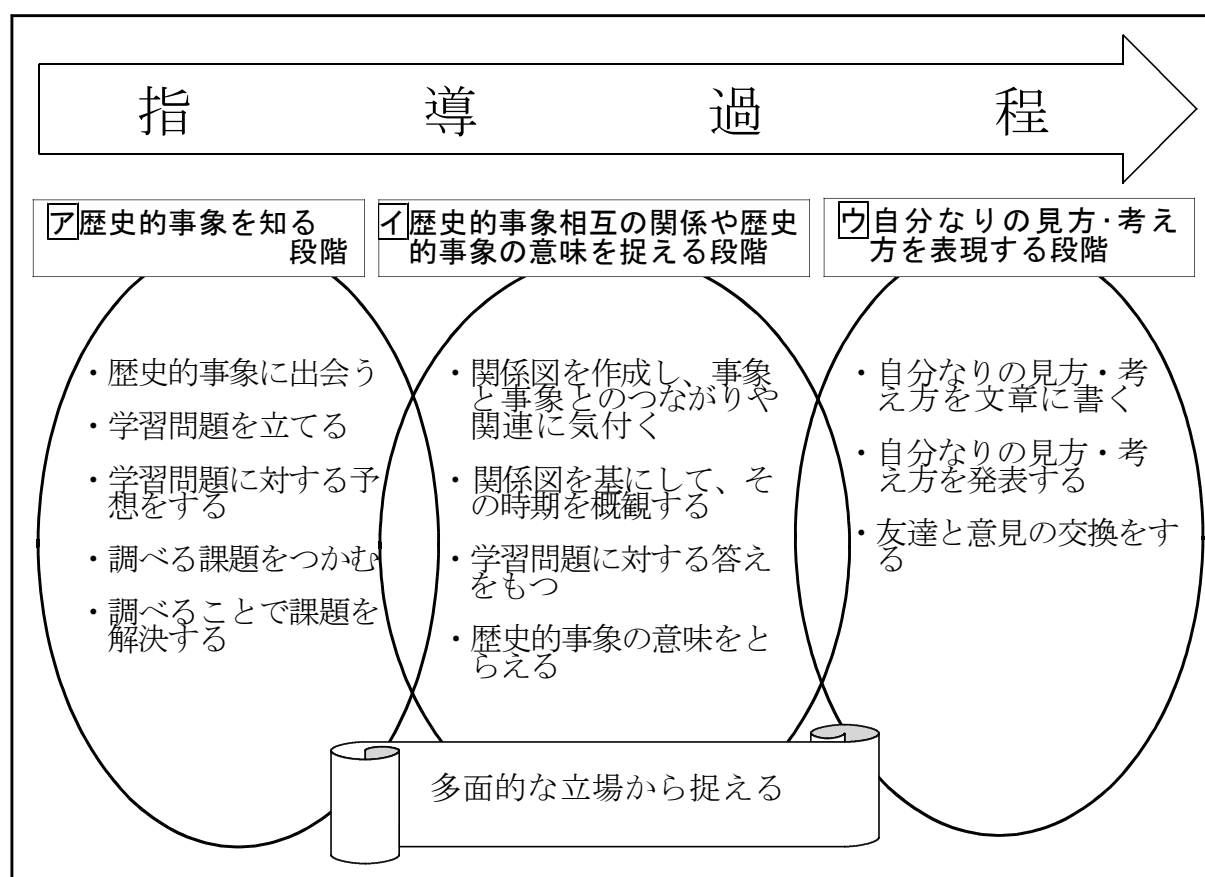 指導過程
ア歴史的事象を知る
段階
イ歴史的事象相互の関係や歴史
的事象の意味を捉える段階
ウ自分なりの見方・考え
方を表現する段階
・歴史的事象に出会う
・学習問題を立てる
・学習問題に対する予
想をする
・調べる課題をつかむ
・調べることで課題を
解決する
・関係図を作成し、事象
と事象とのつながりや
関連に気付く
・関係図を基にして、そ
の時期を概観する
・学習問題に対する答え
をもつ
・歴史的事象の意味をと
らえる
・自分なりの見方・考
え方を文章に書く
・自分なりの見方・考
え方を発表する
・友達と意見の交換をす
る
多面的な立場から捉える